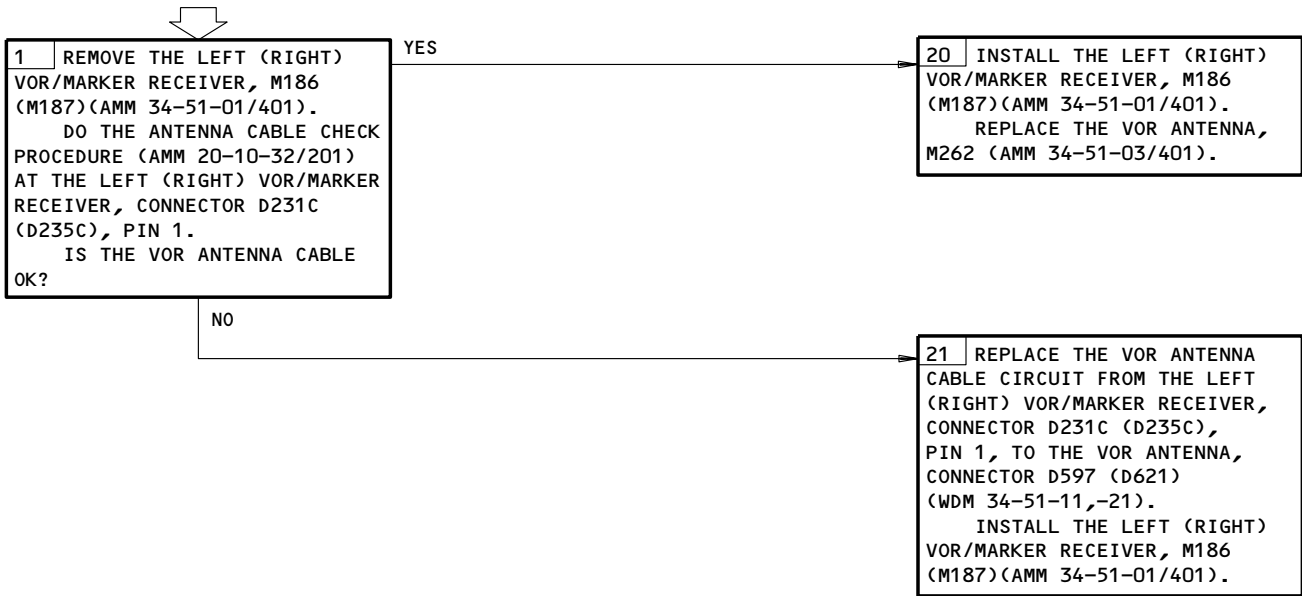 1 REMOVE THE LEFT (RIGHT)
VOR/MARKER RECEIVER, M186
(M187)(AMM 34-51-01/401).
DO THE ANTENNA CABLE CHECK
PROCEDURE (AMM 20-10-32/201)
AT THE LEFT (RIGHT) VOR/MARKER
RECEIVER, CONNECTOR D231C
(D235C), PIN 1.
IS THE VOR ANTENNA CABLE
OK?
YES
20 INSTALL THE LEFT (RIGHT)
VOR/MARKER RECEIVER, M186
(M187)(AMM 34-51-01/401).
REPLACE THE VOR ANTENNA,
M262 (AMM 34-51-03/401).
NO
21 REPLACE THE VOR ANTENNA
CABLE CIRCUIT FROM THE LEFT
(RIGHT) VOR/MARKER RECEIVER,
CONNECTOR D231C (D235C),
PIN 1, TO THE VOR ANTENNA,
CONNECTOR D597 (D621)
(WDM 34-51-11,-21).
INSTALL THE LEFT (RIGHT)
VOR/MARKER RECEIVER, M186
(M187)(AMM 34-51-01/401).